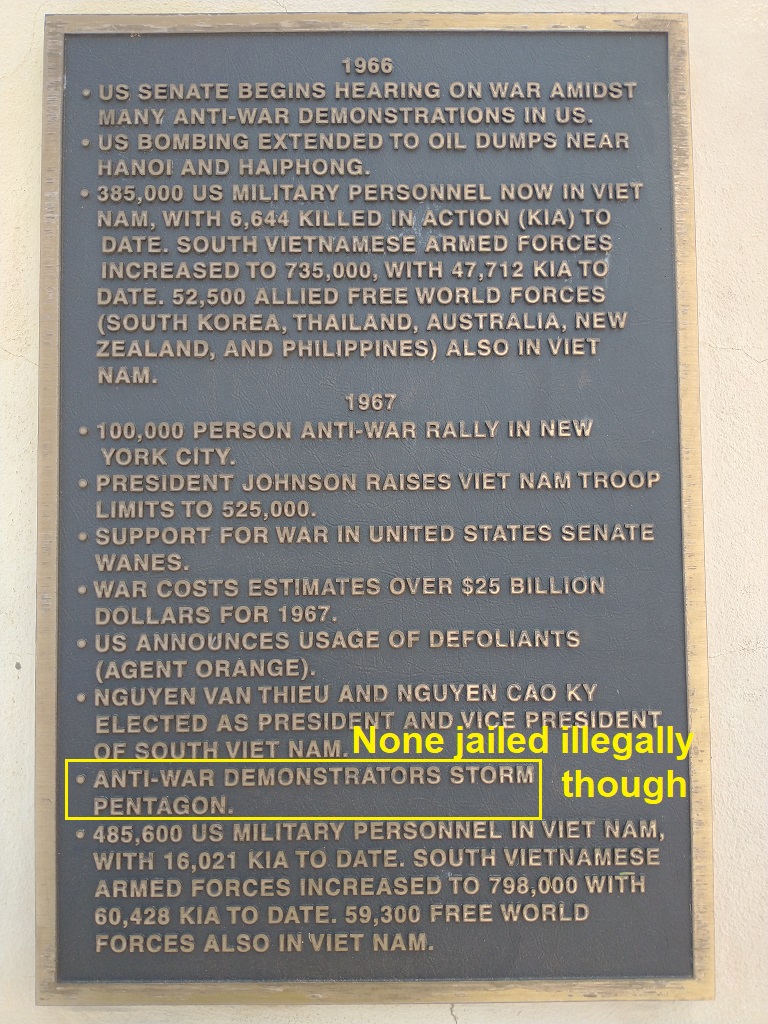 1966
• US SENATE BEGINS HEARING ON WAR AMIDST
MANY ANTI-WAR DEMONSTRATIONS IN US.
• US BOMBING EXTENDED TO OIL DUMPS NEAR
HANOI AND HAIPHONG.
• 385,000 US MILITARY PERSONNEL NOW IN VIET
NAM, WITH 6,644 KILLED IN ACTION (KIA) TO
DATE. SOUTH VIETNAMESE ARMED FORCES
INCREASED TO 735,000, WITH 47,712 KIA TO
DATE. 52,500 ALLIED FREE WORLD FORCES
(SOUTH KOREA, THAILAND, AUSTRALIA, NEW
ZEALAND, AND PHILIPPINES) ALSO IN VIET
NAM.
1967
• 100,000 PERSON ANTI-WAR RALLY IN NEW
YORK CITY.
• PRESIDENT JOHNSON RAISES VIET NAM TROOP
LIMITS TO 525,000.
• SUPPORT FOR WAR IN UNITED STATES SENATE
WANES.
• WAR COSTS ESTIMATES OVER $25 BILLION
DOLLARS FOR 1967.
• US ANNOUNCES USAGE OF DEFOLIANTS
(AGENT ORANGE).
• NGUYEN VAN THIEU AND NGUYEN CAO KY
ELECTED AS PRESIDENT AND VICE PRESIDENT
OF SOUTH VIET NAM.
None jailed illegally
though
• ANTI-WAR DEMONSTRATORS STORM
PENTAGON.
• 485,600 US MILITARY PERSONNEL IN VIET NAM,
WITH 16,021 KIA TO DATE. SOUTH VIETNAMESE
ARMED FORCES INCREASED TO 798,000 WITH
60,428 KIA TO DATE. 59,300 FREE WORLD
FORCES ALSO IN VIET NAM.